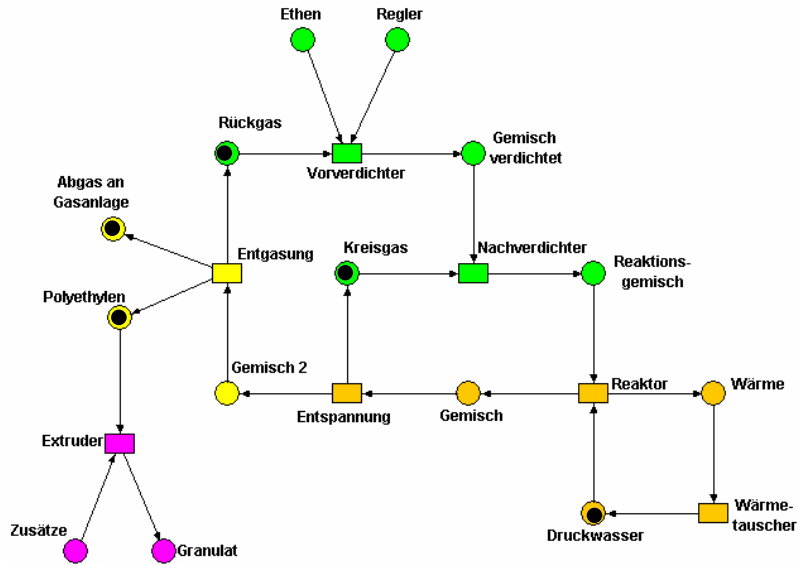 Ethen
Regler
Rückgas
Gemisch
verdichtet
Vorverdichter
Abgas an
Gasanlage
Entgasung
Kreisgas
Nachverdichter
Reaktions-
gemisch
Polyethylen
Gemisch 2
Entspannung
Gemisch
Reaktor
Wärme
Extruder
Wärme-
tauscher
Druckwasser
Zusätze
Granulat